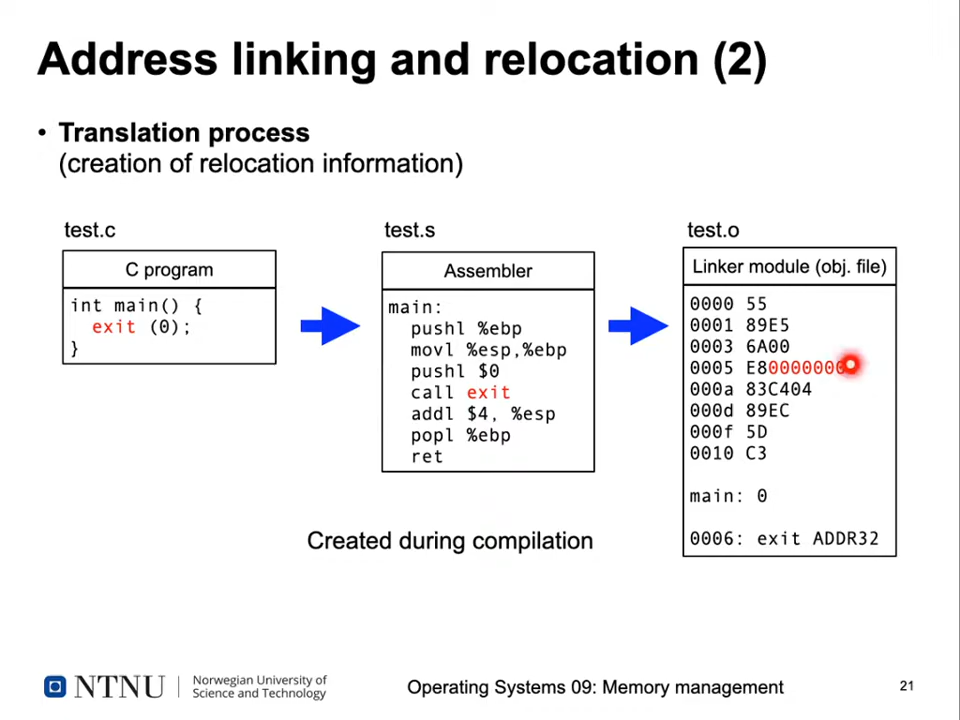 Address linking and relocation (2)
• Translation process
(creation of relocation information)
test.c
C program
int main() {
exit (0);
}
test.s
Assembler
main:
pushl %ebp
movl %esp,%ebp
pushl $0
call exit
addl $4, %esp
popl %ebp
ret
test.o
Linker module (obj. file)
0000 55
0001 89E5
0003 6A00
0005 E80000000
000a 83C404
000d 89EC
000f 5D
0010 C3
main: 0
0006: exit ADDR32
Created during compilation
NTNU
Norwegian University of
Science and Technology
Operating Systems 09: Memory management
21